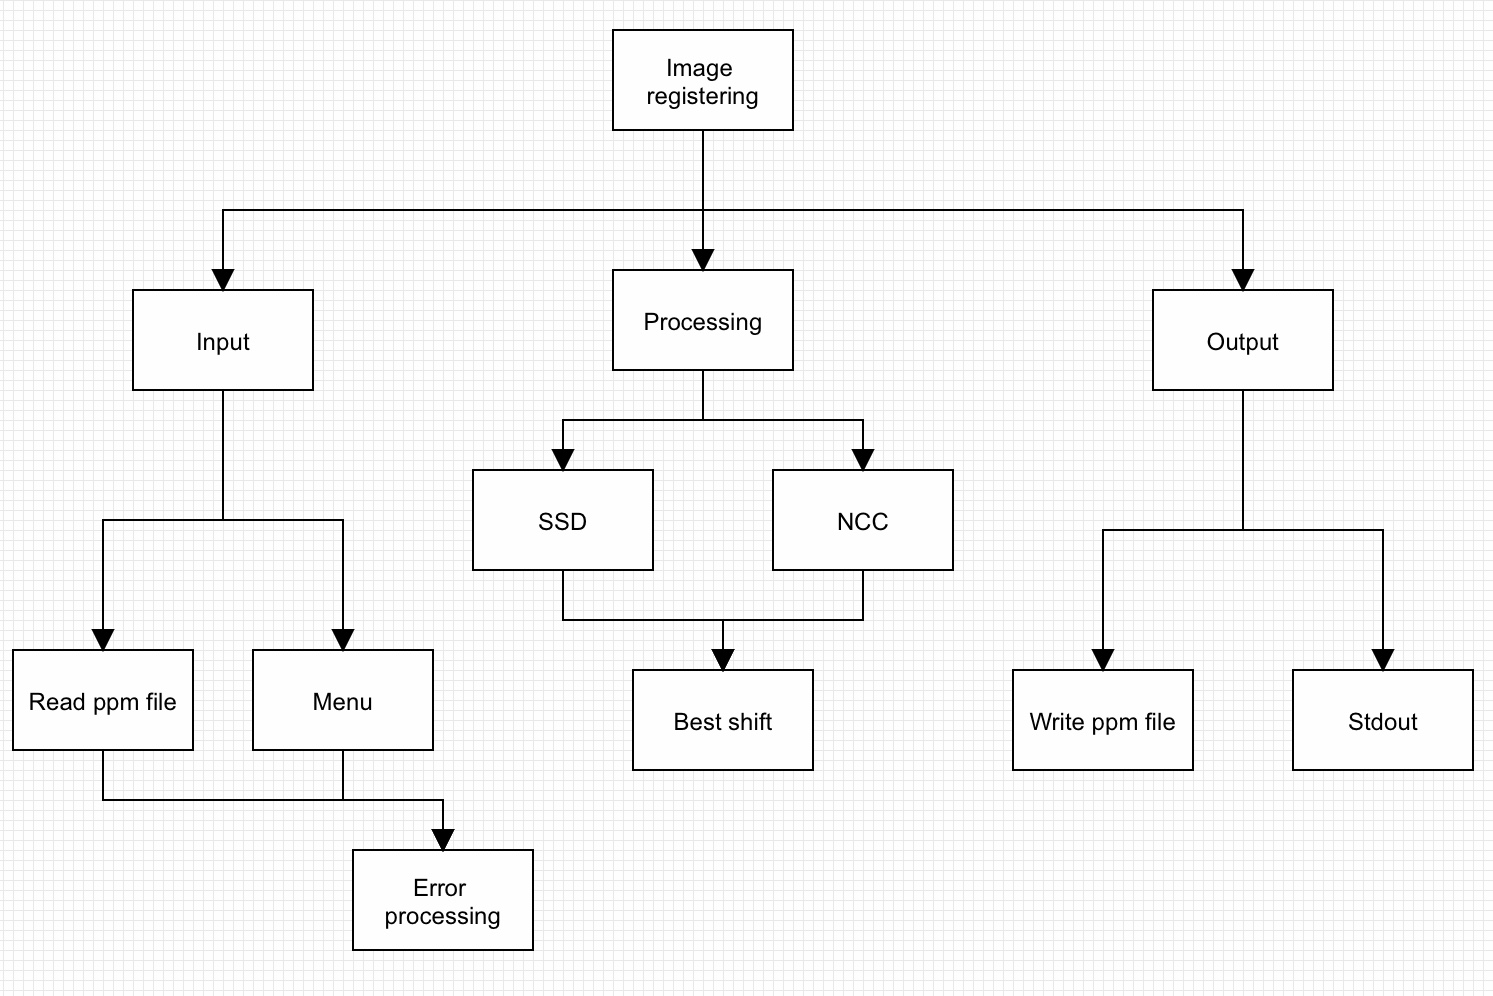 Image
registering
Processing
Input
Output
SSD
NCC
Read ppm file
Menu
Best shift
Write ppm file
Stdout
Error
processing